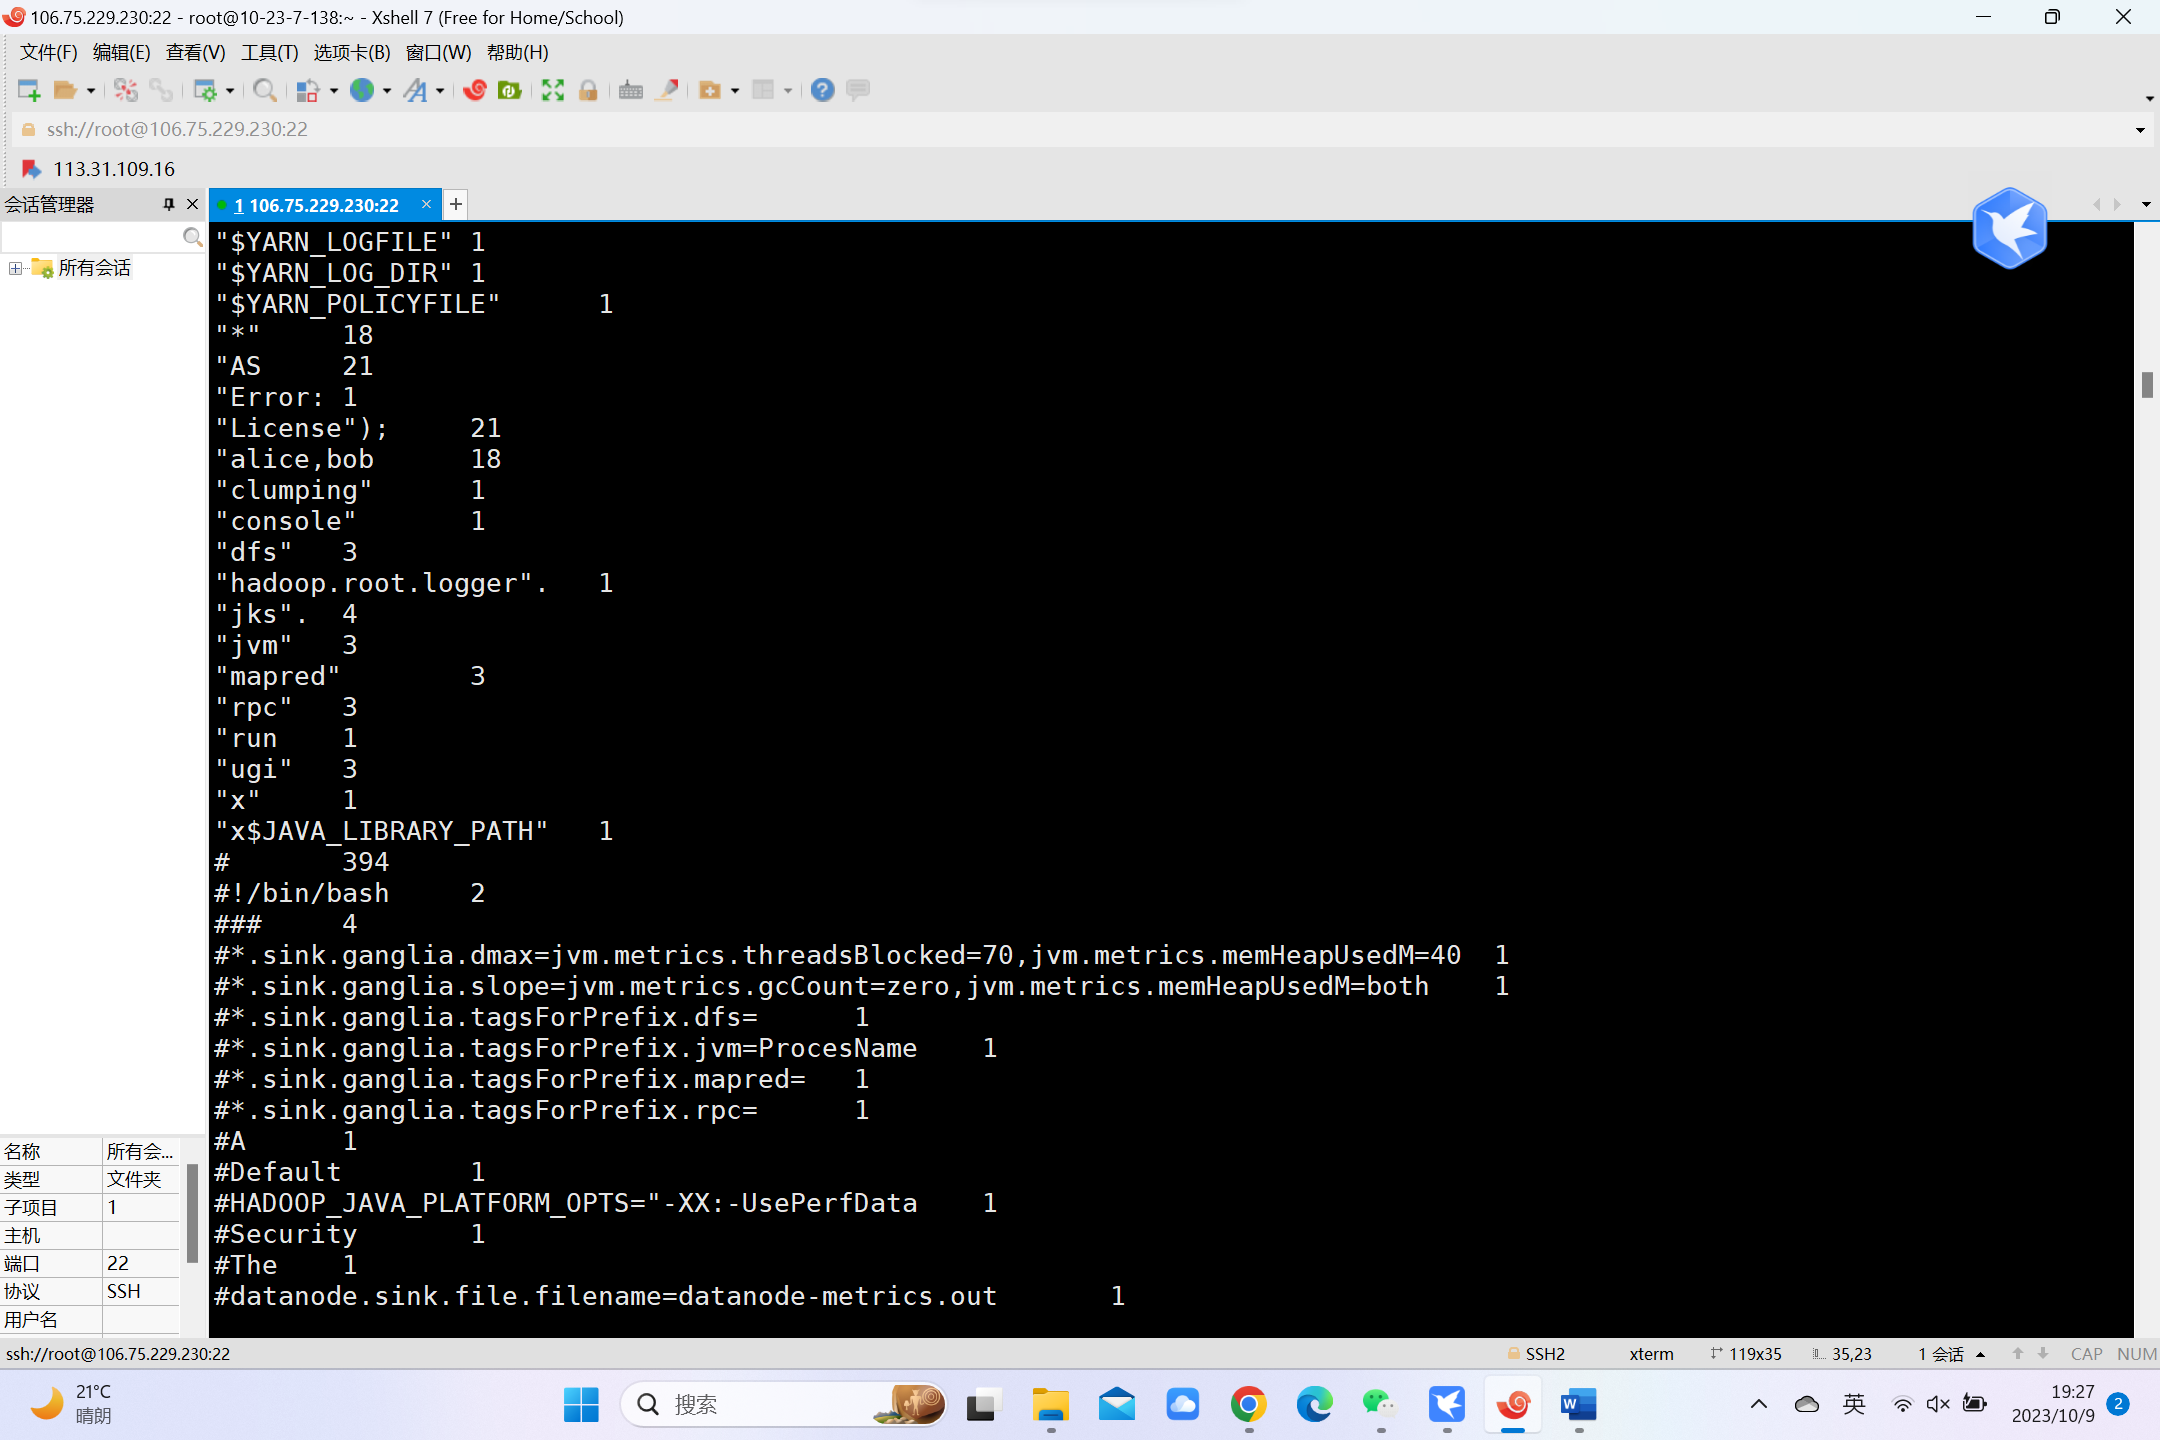 106.75.229.230:22 - root@10-23-7-138:~ - Xshell 7 (Free for Home/School)
文件(F) 编辑(E) 查看(V) 工具(T) 选项卡(B) 窗口(W) 帮助(H)
ssh://root@106.75.229.230:22
113.31.109.16
会话管理器
1 106.75.229.230:22
所有会话
"$YARN_LOGFILE" 1
"$YARN_LOG_DIR" 1
"$YARN_POLICYFILE" 1
"*" 18
"AS 21
"Error: 1
"License"); 21
"alice,bob 18
"clumping" 1
"console" 1
"dfs" 3
"hadoop.root.logger". 1
"jks". 4
"jvm" 3
"mapred" 3
"rpc" 3
"run 1
"ugi" 3
"x" 1
"x$JAVA_LIBRARY_PATH" 1
# 394
#!/bin/bash 2
### 4
#*.sink.ganglia.dmax=jvm.metrics.threadsBlocked=70,jvm.metrics.memHeapUsedM=40 1
#*.sink.ganglia.slope=jvm.metrics.gcCount=zero,jvm.metrics.memHeapUsedM=both 1
#*.sink.ganglia.tagsForPrefix.dfs= 1
#*.sink.ganglia.tagsForPrefix.jvm=ProcesName 1
#*.sink.ganglia.tagsForPrefix.mapred= 1
#*.sink.ganglia.tagsForPrefix.rpc= 1
#A 1
#Default 1
#HADOOP_JAVA_PLATFORM_OPTS="-XX:-UsePerfData 1
#Security 1
#The 1
#datanode.sink.file.filename=datanode-metrics.out 1
名称 所有会...
类型 文件夹
子项目 1
主机
端口 22
协议 SSH
用户名
ssh://root@106.75.229.230:22 SSH2 xterm 119x35 35,23 1 会话 CAP NUM
21°C
晴朗
搜索
英
19:27
2023/10/9
2